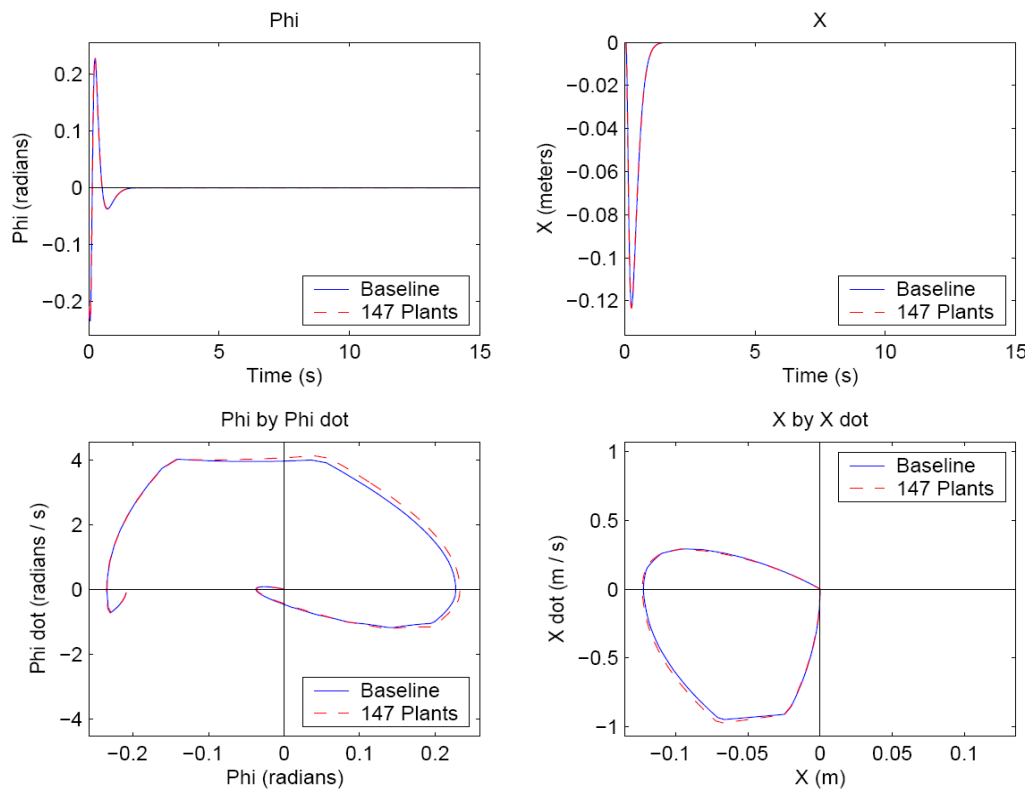 Phi
0.2
0.1
0
−0.1
−0.2
Phi (radians)
Baseline
147 Plants
0
5
10
15
Time (s)
X
0
−0.02
−0.04
−0.06
−0.08
−0.1
−0.12
X (meters)
Baseline
147 Plants
0
5
10
15
Time (s)
Phi by Phi dot
4
2
0
−2
−4
Phi dot (radians / s)
Baseline
147 Plants
−0.2
−0.1
0
0.1
0.2
Phi (radians)
X by X dot
1
0.5
0
−0.5
−1
X dot (m / s)
Baseline
147 Plants
−0.1
−0.05
0
0.05
0.1
X (m)